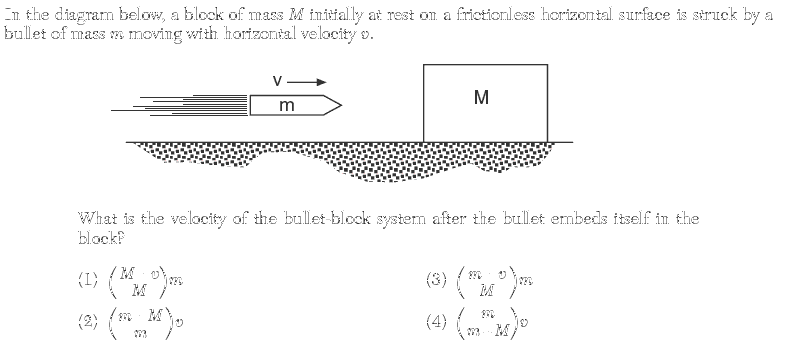 In the diagram below, a block of mass M initially at rest on a frictionless horizontal surface is struck by a
bullet of mass m moving with horizontal velocity v.
v
m
M
What is the velocity of the bullet-block system after the bullet embeds itself in the
block?
(1) (M v / M)m
(3) (m v / M)m
(2) (m M / m)v
(4) (m / m M)v